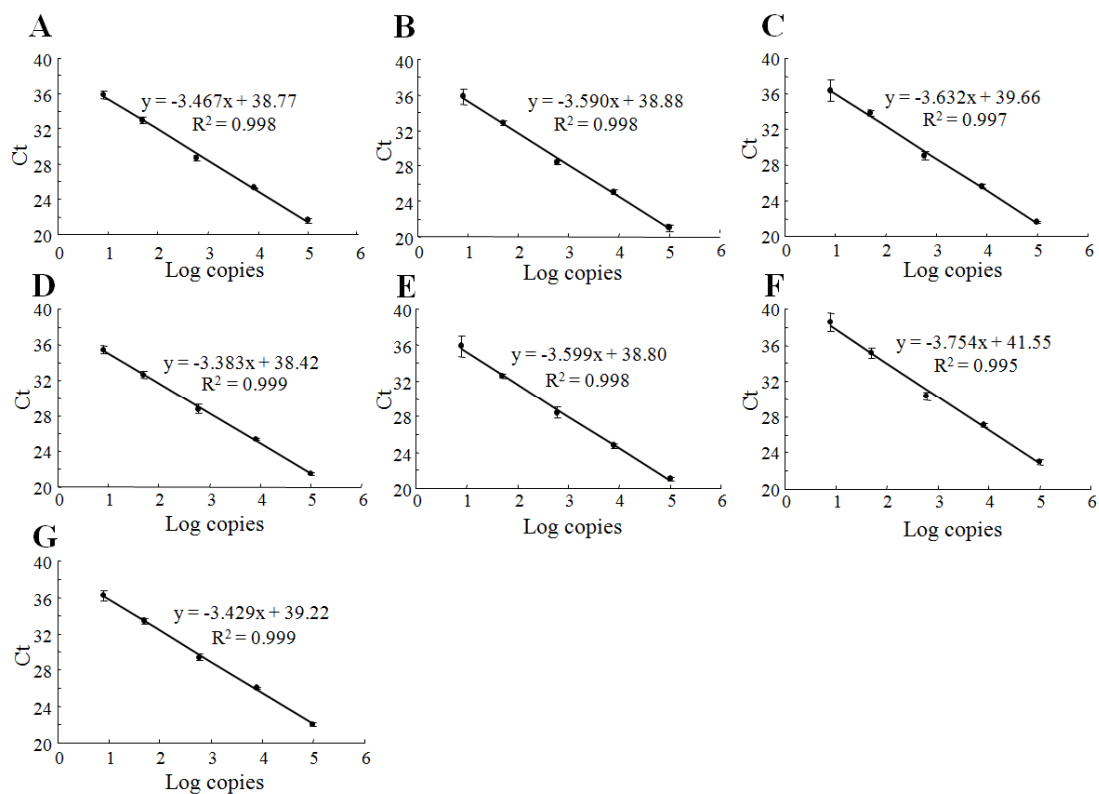 A
40
36
32
28
24
20
Ct
y = -3.467x + 38.77
R² = 0.998
0 1 2 3 4 5 6
Log copies
B
40
36
32
28
24
20
Ct
y = -3.590x + 38.88
R² = 0.998
0 1 2 3 4 5 6
Log copies
C
40
36
32
28
24
20
Ct
y = -3.632x + 39.66
R² = 0.997
0 1 2 3 4 5 6
Log copies
D
40
36
32
28
24
20
Ct
y = -3.383x + 38.42
R² = 0.999
0 1 2 3 4 5 6
Log copies
E
40
36
32
28
24
20
Ct
y = -3.599x + 38.80
R² = 0.998
0 1 2 3 4 5 6
Log copies
F
40
36
32
28
24
20
Ct
y = -3.754x + 41.55
R² = 0.995
0 1 2 3 4 5 6
Log copies
G
40
36
32
28
24
20
Ct
y = -3.429x + 39.22
R² = 0.999
0 1 2 3 4 5 6
Log copies